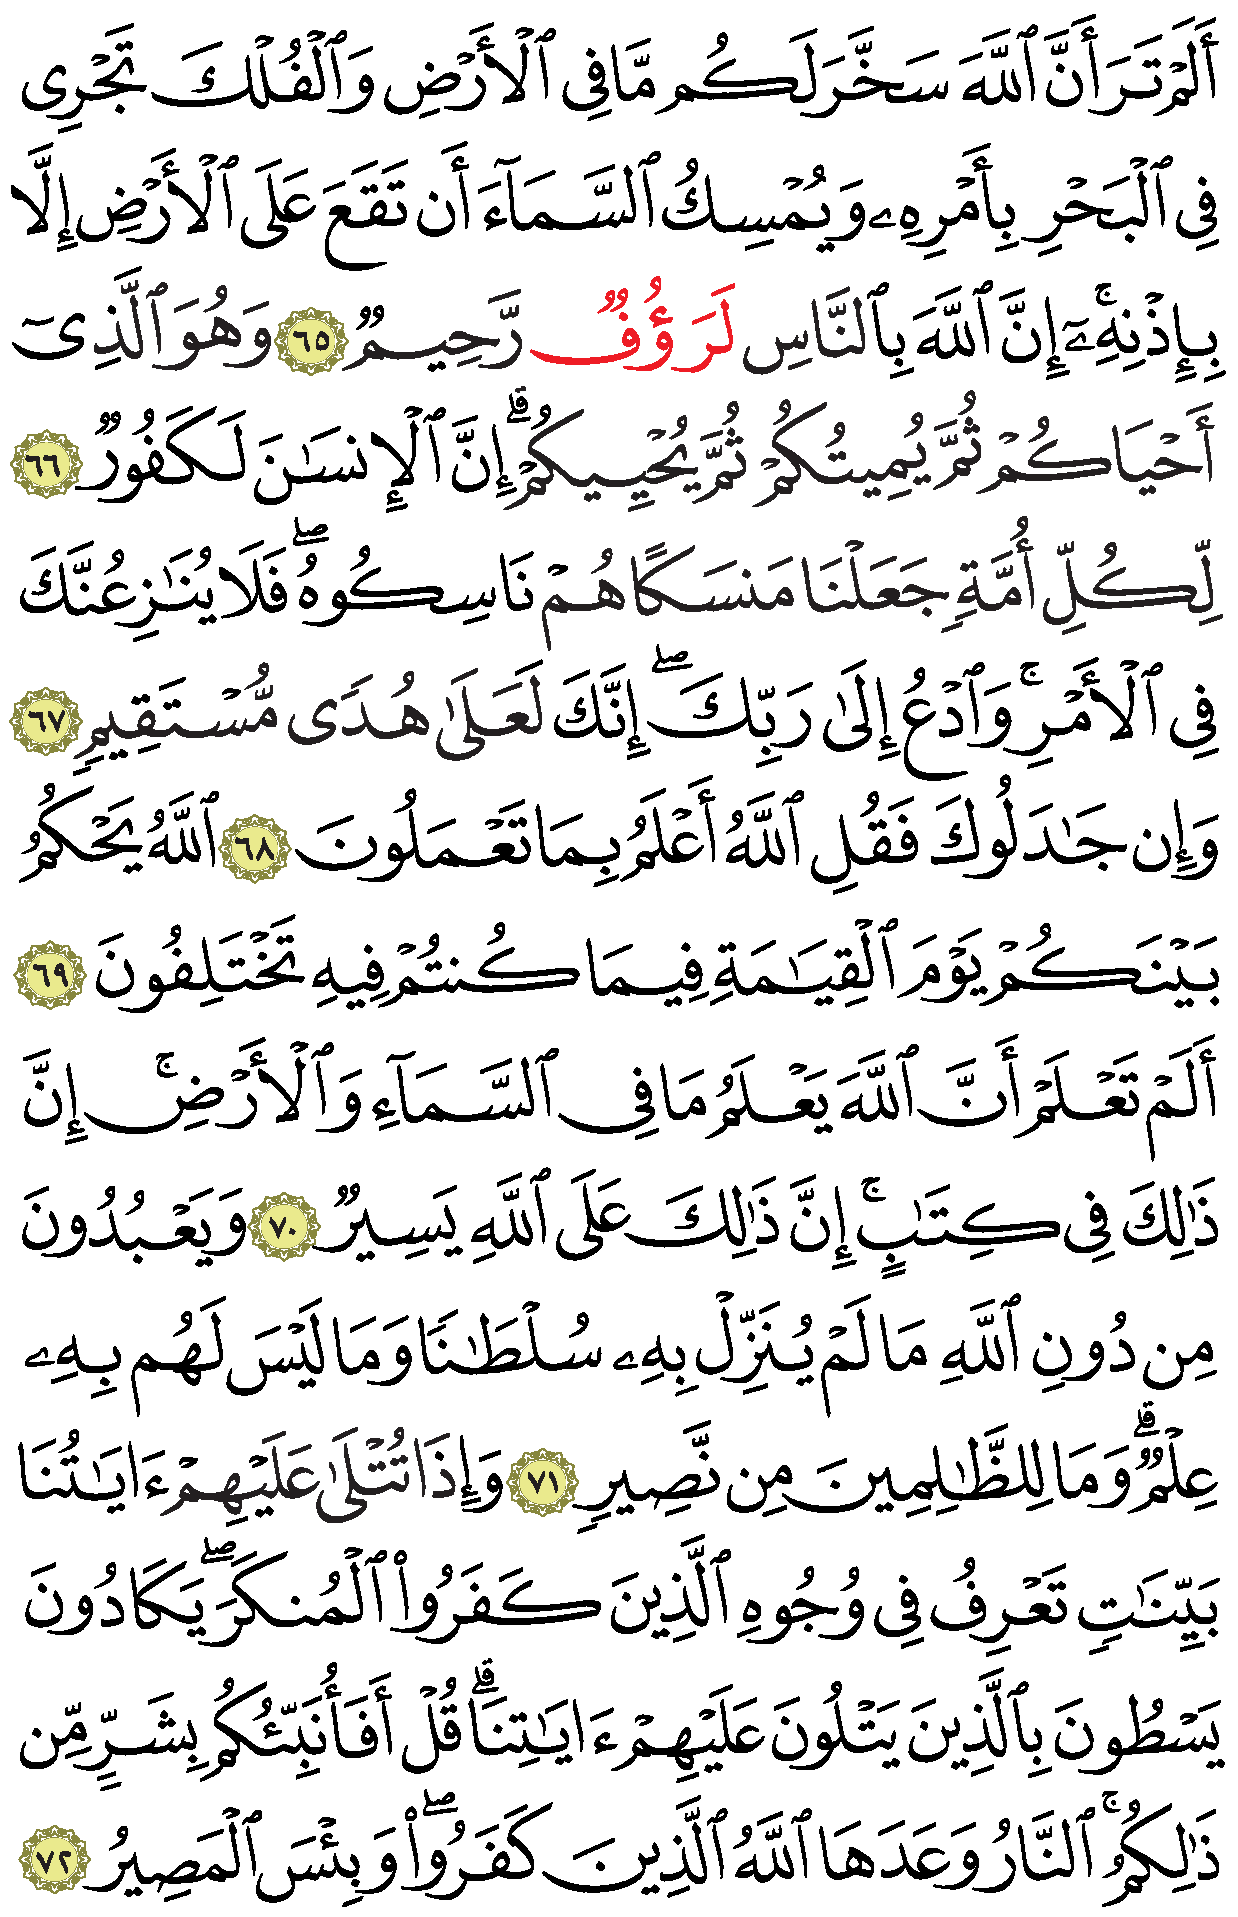 أَلَمْ تَرَ أَنَّ ٱللَّهَ سَخَّرَ لَكُم مَّا فِى ٱلْأَرْضِ وَٱلْفُلْكَ تَجْرِى
فِى ٱلْبَحْرِ بِأَمْرِهِۦ وَيُمْسِكُ ٱلسَّمَآءَ أَن تَقَعَ عَلَى ٱلْأَرْضِ إِلَّا
بِإِذْنِهِۦٓ ۚ إِنَّ ٱللَّهَ بِٱلنَّاسِ لَرَؤُفٌ رَّحِيمٌ ٦٥ وَهُوَ ٱلَّذِىٓ
أَحْيَاكُمْ ثُمَّ يُمِيتُكُمْ ثُمَّ يُحْيِيكُمْ ۗ إِنَّ ٱلْإِنسَـٰنَ لَكَفُورٌ ٦٦
لِّكُلِّ أُمَّةٍ جَعَلْنَا مَنسَكًا هُمْ نَاسِكُوهُ ۖ فَلَا يُنَـٰزِعُنَّكَ
فِى ٱلْأَمْرِ ۚ وَٱدْعُ إِلَىٰ رَبِّكَ ۖ إِنَّكَ لَعَلَىٰ هُدًى مُّسْتَقِيمٍ ٦٧
وَإِن جَـٰدَلُوكَ فَقُلِ ٱللَّهُ أَعْلَمُ بِمَا تَعْمَلُونَ ٦٨ ٱللَّهُ يَحْكُمُ
بَيْنَكُمْ يَوْمَ ٱلْقِيَـٰمَةِ فِيمَا كُنتُمْ فِيهِ تَخْتَلِفُونَ ٦٩
أَلَمْ تَعْلَمْ أَنَّ ٱللَّهَ يَعْلَمُ مَا فِى ٱلسَّمَآءِ وَٱلْأَرْضِ ۚ إِنَّ
ذَٰلِكَ فِى كِتَـٰبٍ ۚ إِنَّ ذَٰلِكَ عَلَى ٱللَّهِ يَسِيرٌ ٧٠ وَيَعْبُدُونَ
مِن دُونِ ٱللَّهِ مَا لَمْ يُنَزِّلْ بِهِۦ سُلْطَـٰنًا وَمَا لَيْسَ لَهُم بِهِۦ
عِلْمٌ ۗ وَمَا لِلظَّـٰلِمِينَ مِن نَّصِيرٍ ٧١ وَإِذَا تُتْلَىٰ عَلَيْهِمْ ءَايَـٰتُنَا
بَيِّنَـٰتٍ تَعْرِفُ فِى وُجُوهِ ٱلَّذِينَ كَفَرُوا۟ ٱلْمُنكَرَ ۖ يَكَادُونَ
يَسْطُونَ بِٱلَّذِينَ يَتْلُونَ عَلَيْهِمْ ءَايَـٰتِنَا ۗ قُلْ أَفَأُنَبِّئُكُم بِشَرٍّ مِّن
ذَٰلِكُمُ ۚ ٱلنَّارُ وَعَدَهَا ٱللَّهُ ٱلَّذِينَ كَفَرُوا۟ ۖ وَبِئْسَ ٱلْمَصِيرُ ٧٢